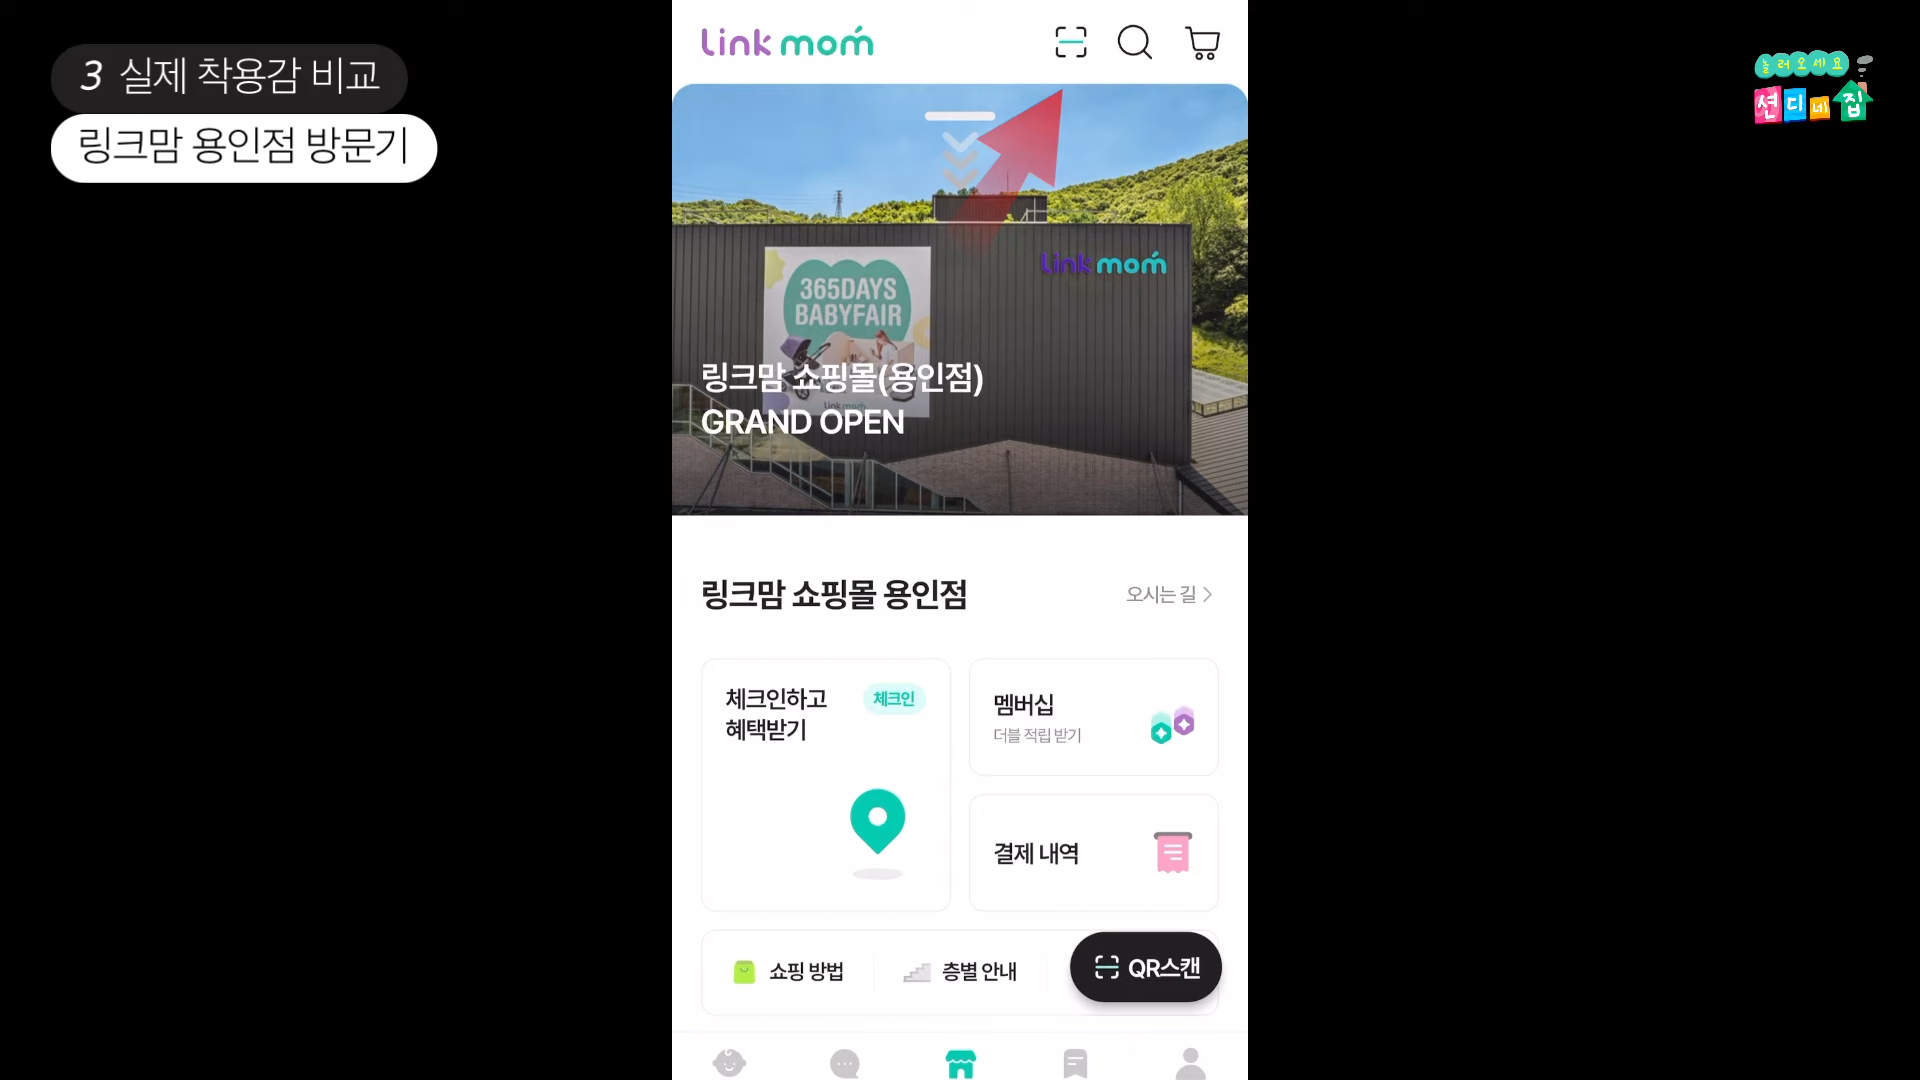 3 실제 착용감 비교
링크맘 용인점 방문기
놀러오세요
션디네집
Link mom
365DAYS
BABYFAIR
Link mom
Link mom
링크맘 쇼핑몰(용인점)
GRAND OPEN
링크맘 쇼핑몰 용인점
오시는 길
체크인하고
혜택받기
체크인
멤버십
더블 적립 받기
결제 내역
쇼핑 방법
층별 안내
QR스캔